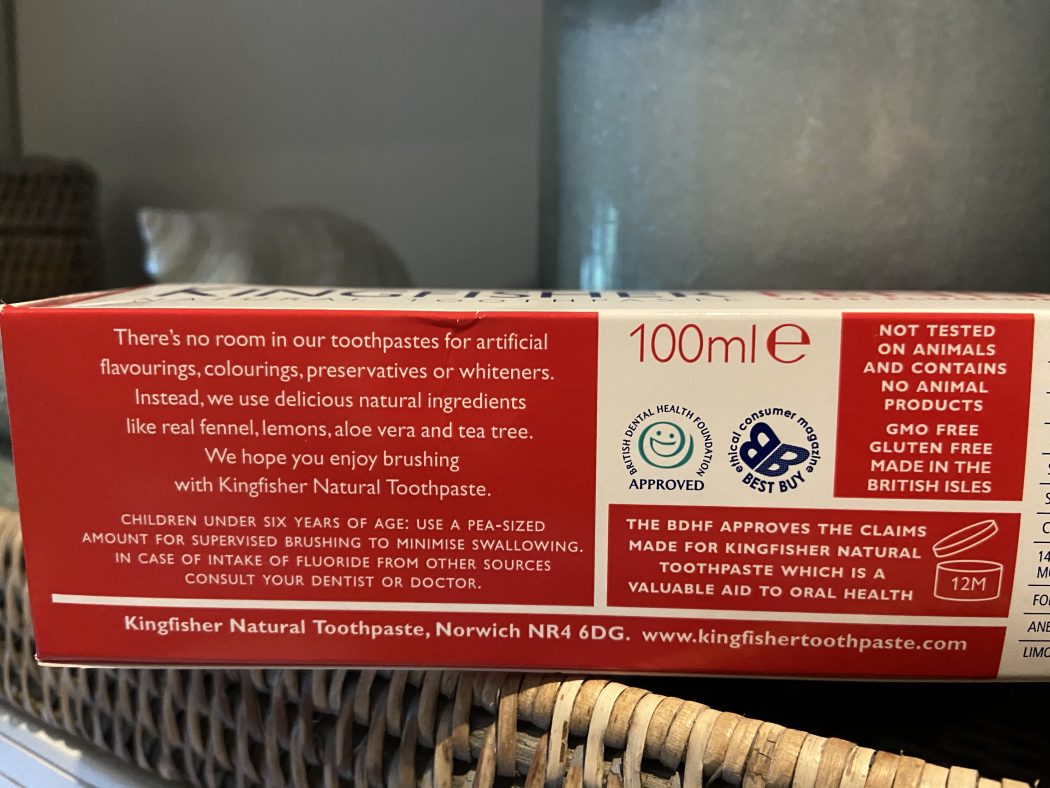 KINGFISHER
There's no room in our toothpastes for artificial
flavourings, colourings, preservatives or whiteners.
Instead, we use delicious natural ingredients
like real fennel, lemons, aloe vera and tea tree.
We hope you enjoy brushing
with Kingfisher Natural Toothpaste.
CHILDREN UNDER SIX YEARS OF AGE: USE A PEA-SIZED
AMOUNT FOR SUPERVISED BRUSHING TO MINIMISE SWALLOWING.
IN CASE OF INTAKE OF FLUORIDE FROM OTHER SOURCES
CONSULT YOUR DENTIST OR DOCTOR.
100ml e
BRITISH DENTAL HEALTH FOUNDATION
APPROVED
ethical consumer magazine
BB
BEST BUY
NOT TESTED
ON ANIMALS
AND CONTAINS
NO ANIMAL
PRODUCTS
GMO FREE
GLUTEN FREE
MADE IN THE
BRITISH ISLES
THE BDHF APPROVES THE CLAIMS
MADE FOR KINGFISHER NATURAL
TOOTHPASTE WHICH IS A
VALUABLE AID TO ORAL HEALTH
12M
Kingfisher Natural Toothpaste, Norwich NR4 6DG. www.kingfishertoothpaste.com